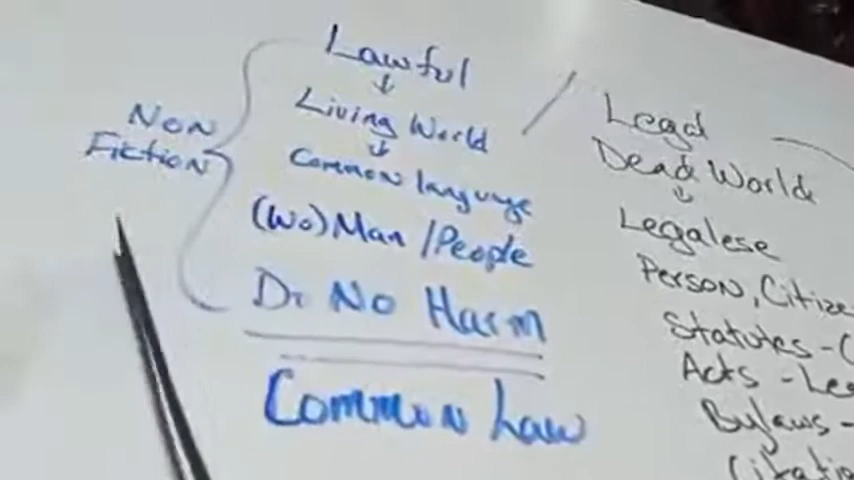 Lawful
Living World
Common language
(Wo)Man/People
Do No Harm
Common Law
Non
Fiction
Legal
Dead World
Legalese
Person, Citize
Statutes - 
Acts - Le
Bylaws -
Citatio